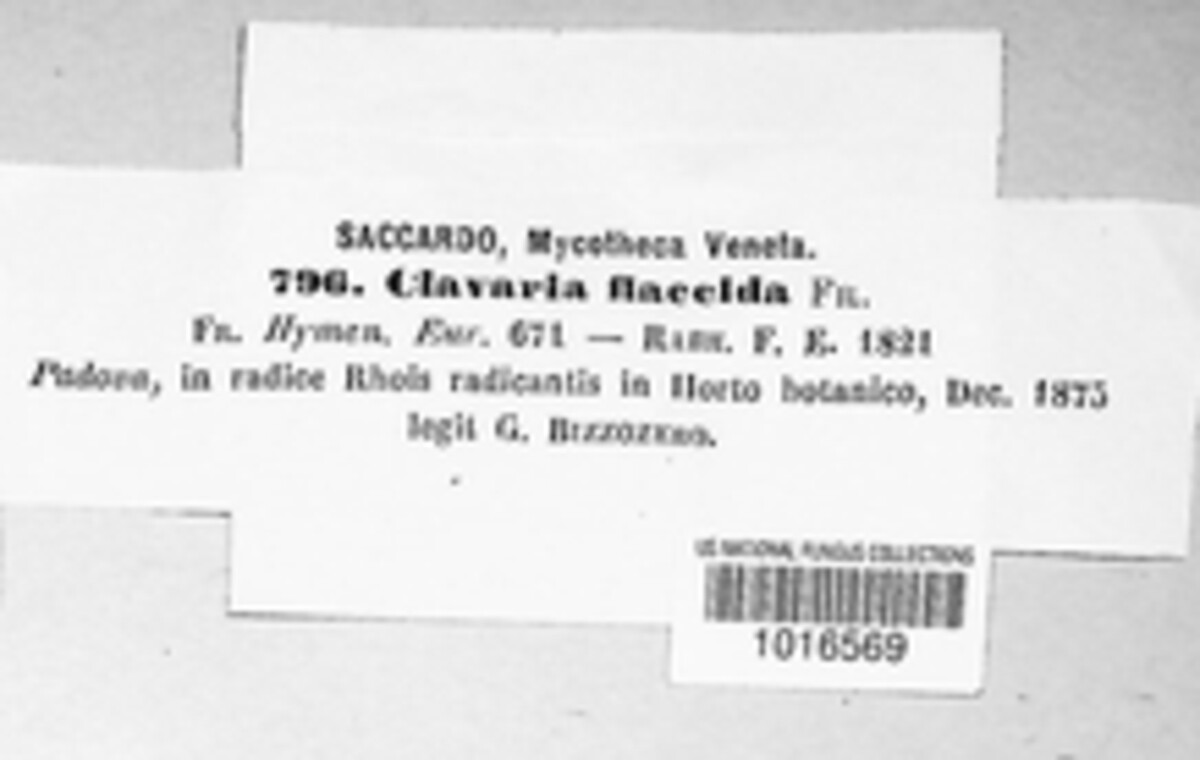 SACCARDO, Mycotheca Veneta.
796. Clavaria flaccida FR.
FR. Hymen. Eur. 671 — RABH. F. E. 1821
Padova, in radice Rhois radicantis in Horto botanico, Dec. 1875
legit G. BIZZOZERO.
US NATIONAL FUNGUS COLLECTIONS
1016569